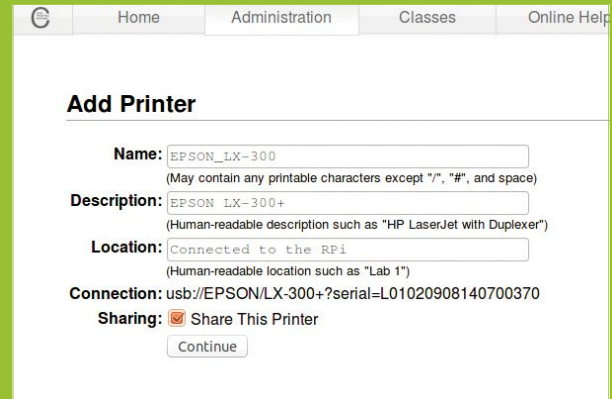 Home Administration Classes Online Help
Add Printer
Name: EPSON_LX-300
(May contain any printable characters except "/", "#", and space)
Description: EPSON LX-300+
(Human-readable description such as "HP LaserJet with Duplexer")
Location: Connected to the RPi
(Human-readable location such as "Lab 1")
Connection: usb://EPSON/LX-300+?serial=L01020908140700370
Sharing: Share This Printer
Continue